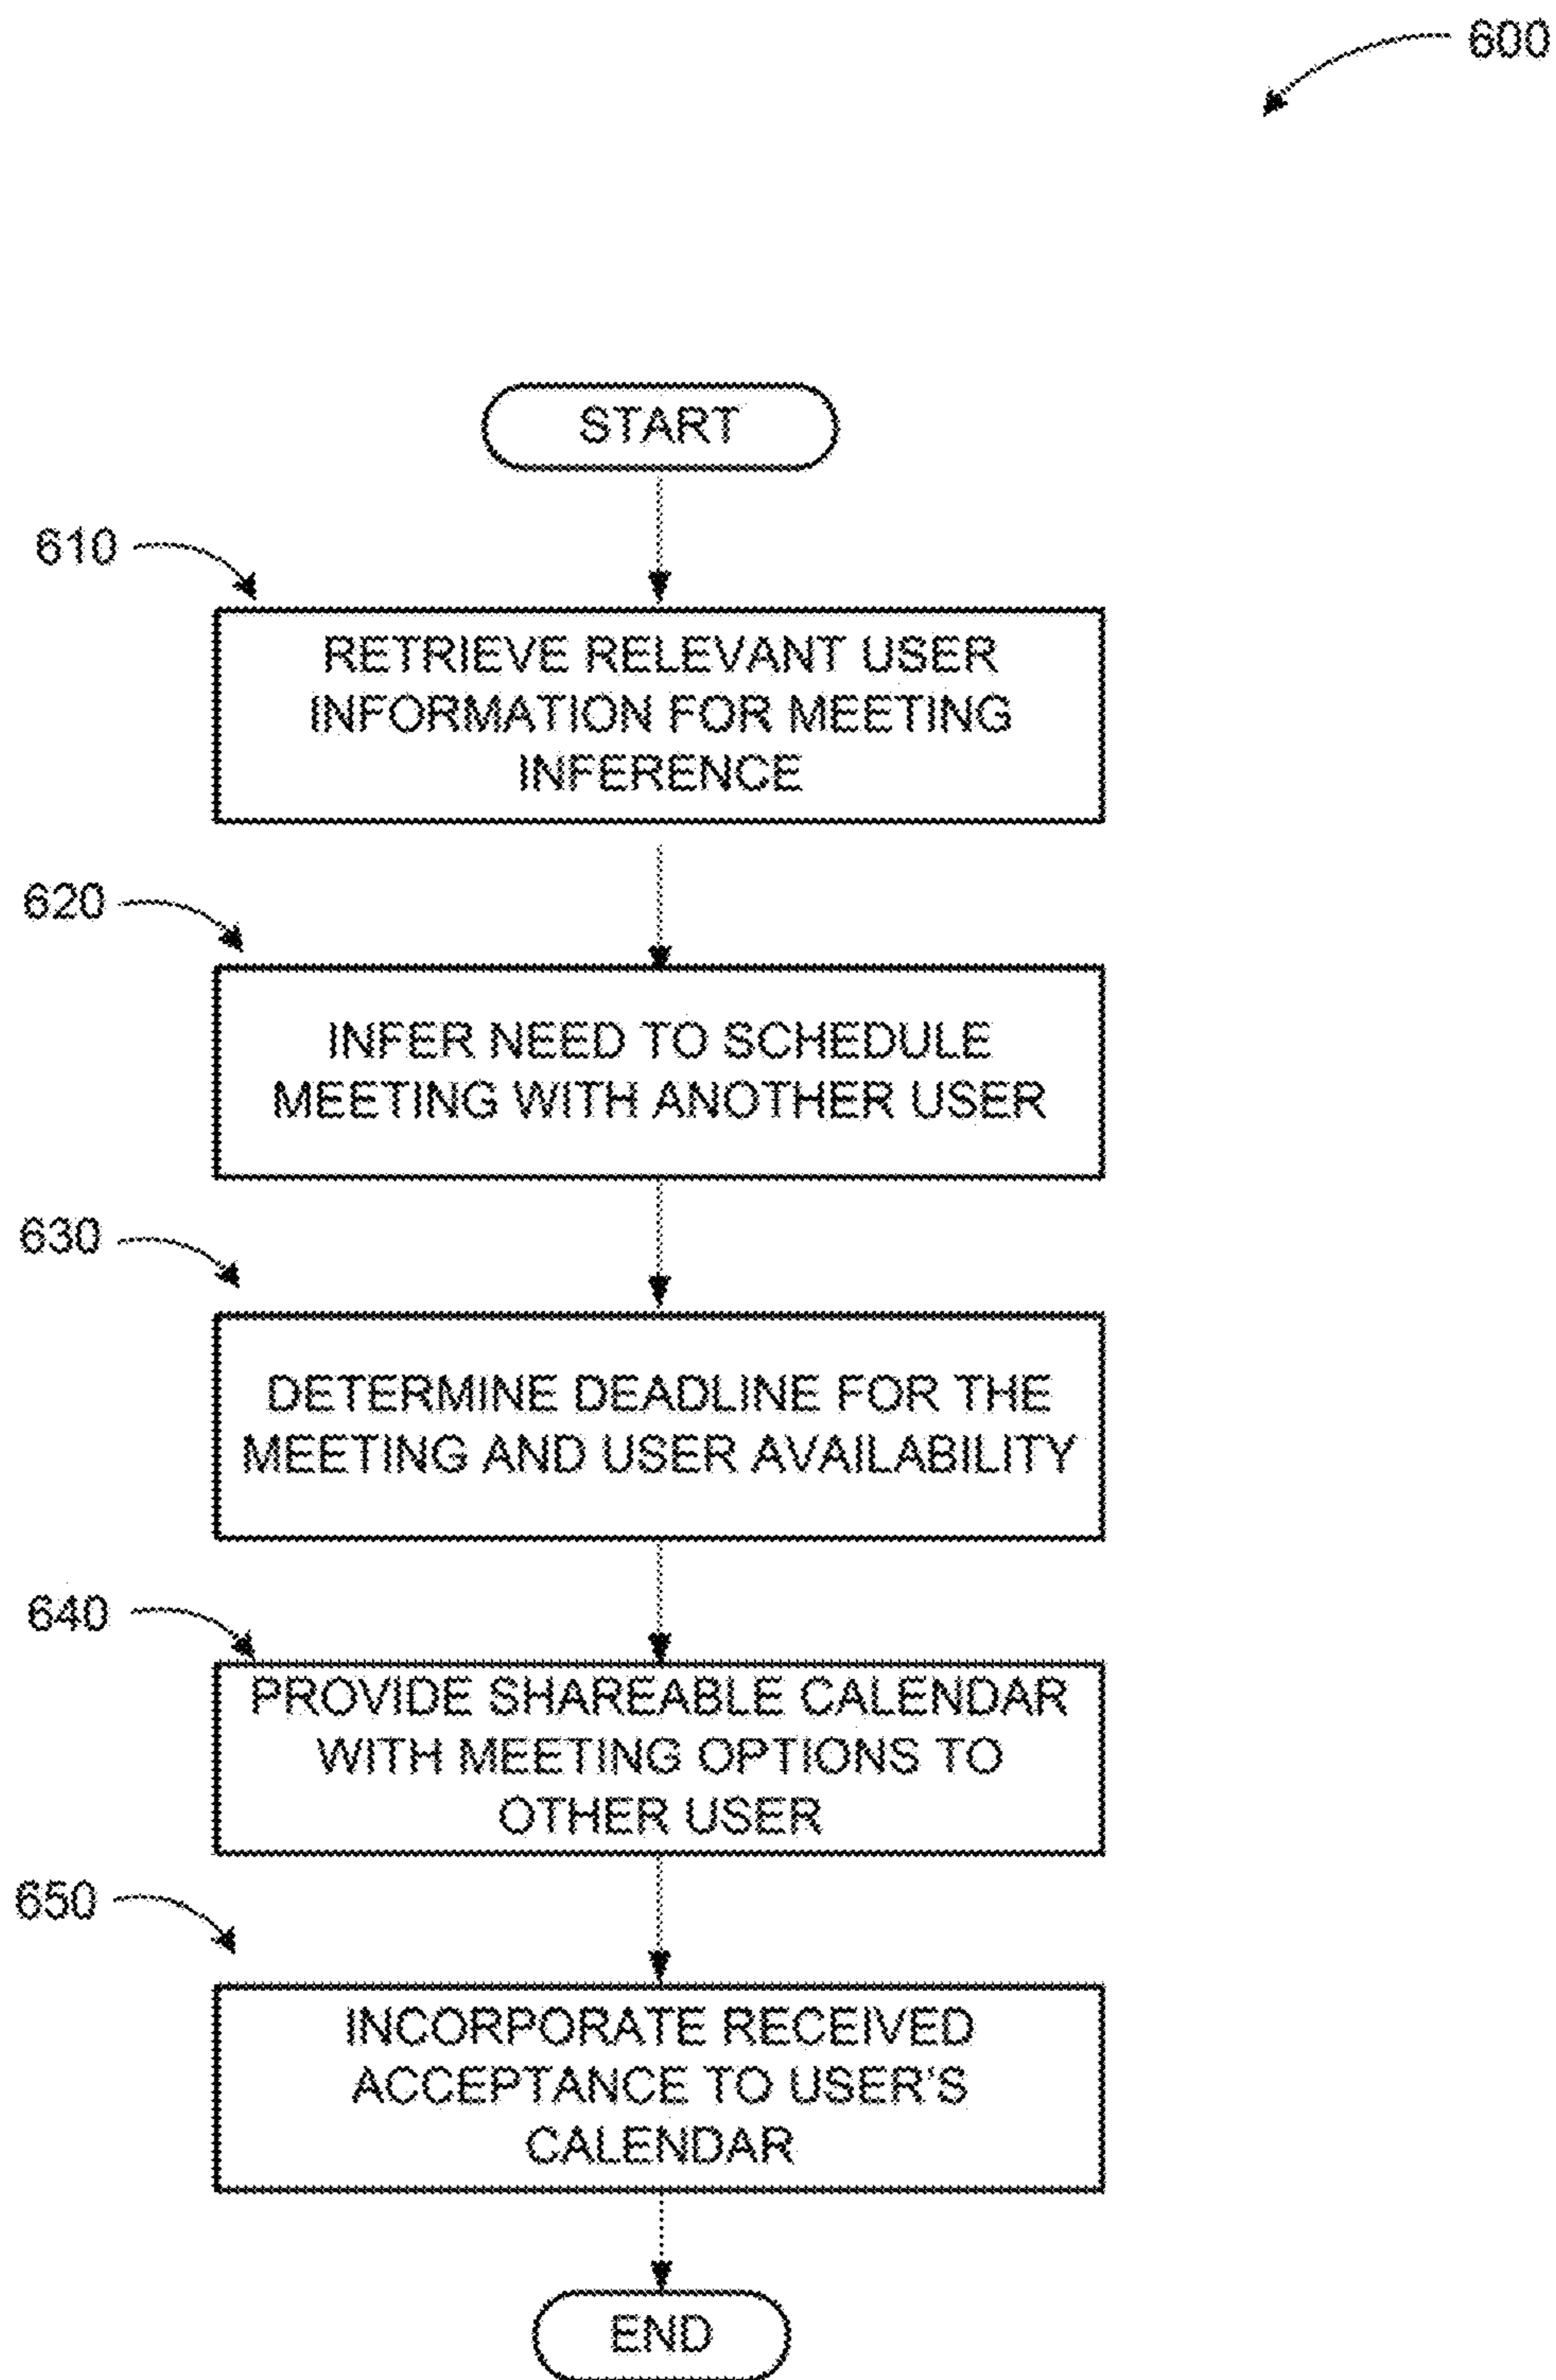 600
START
610
RETRIEVE RELEVANT USER
INFORMATION FOR MEETING
INFERENCE
620
INFER NEED TO SCHEDULE
MEETING WITH ANOTHER USER
630
DETERMINE DEADLINE FOR THE
MEETING AND USER AVAILABILITY
640
PROVIDE SHAREABLE CALENDAR
WITH MEETING OPTIONS TO
OTHER USER
650
INCORPORATE RECEIVED
ACCEPTANCE TO USER'S
CALENDAR
END